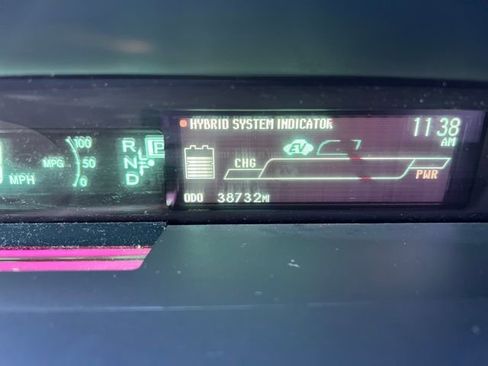 HYBRID SYSTEM INDICATOR
11:38
AM
EV
CHG
PWR
ODO 38732MI
R
N
D
P
100
MPG 50
0
MPH